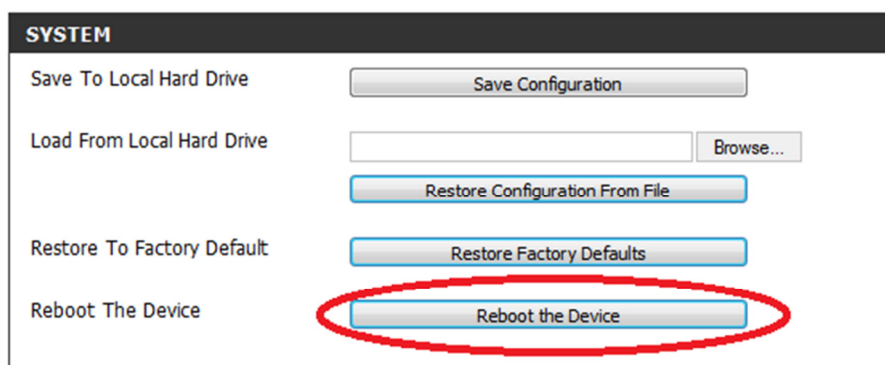 SYSTEM
Save To Local Hard Drive Save Configuration
Load From Local Hard Drive Browse...
Restore Configuration From File
Restore To Factory Default Restore Factory Defaults
Reboot The Device Reboot the Device